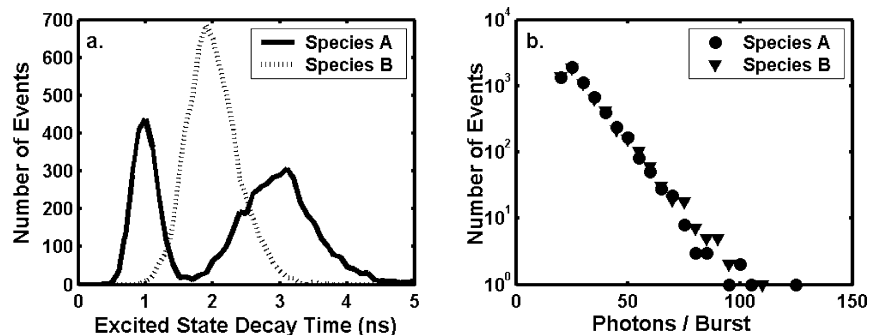 a.
Species A
Species B
700
600
500
400
300
200
100
0
Number of Events
0 1 2 3 4 5
Excited State Decay Time (ns)
b.
Species A
Species B
10^4
10^3
10^2
10^1
10^0
Number of Events
0 50 100 150
Photons / Burst